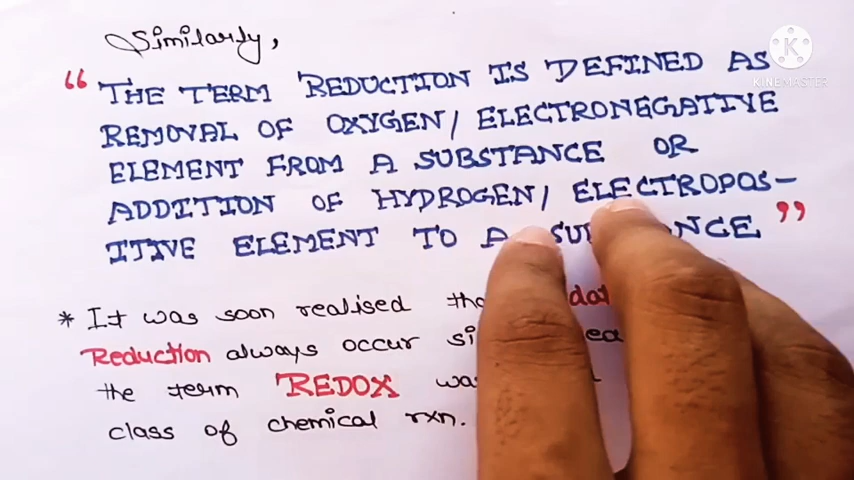 Similarly,
“ THE TERM REDUCTION IS DEFINED AS
REMOVAL OF OXYGEN/ ELECTRONEGATIVE
ELEMENT FROM A SUBSTANCE OR
ADDITION OF HYDROGEN/ ELECTROPOS-
ITIVE ELEMENT TO A ”
* It was soon realised
Reduction always occur
the term REDOX
class of chemical rxn.
K
KINEMASTER